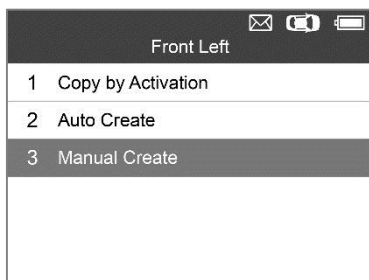 Front Left
1 Copy by Activation
2 Auto Create
3 Manual Create